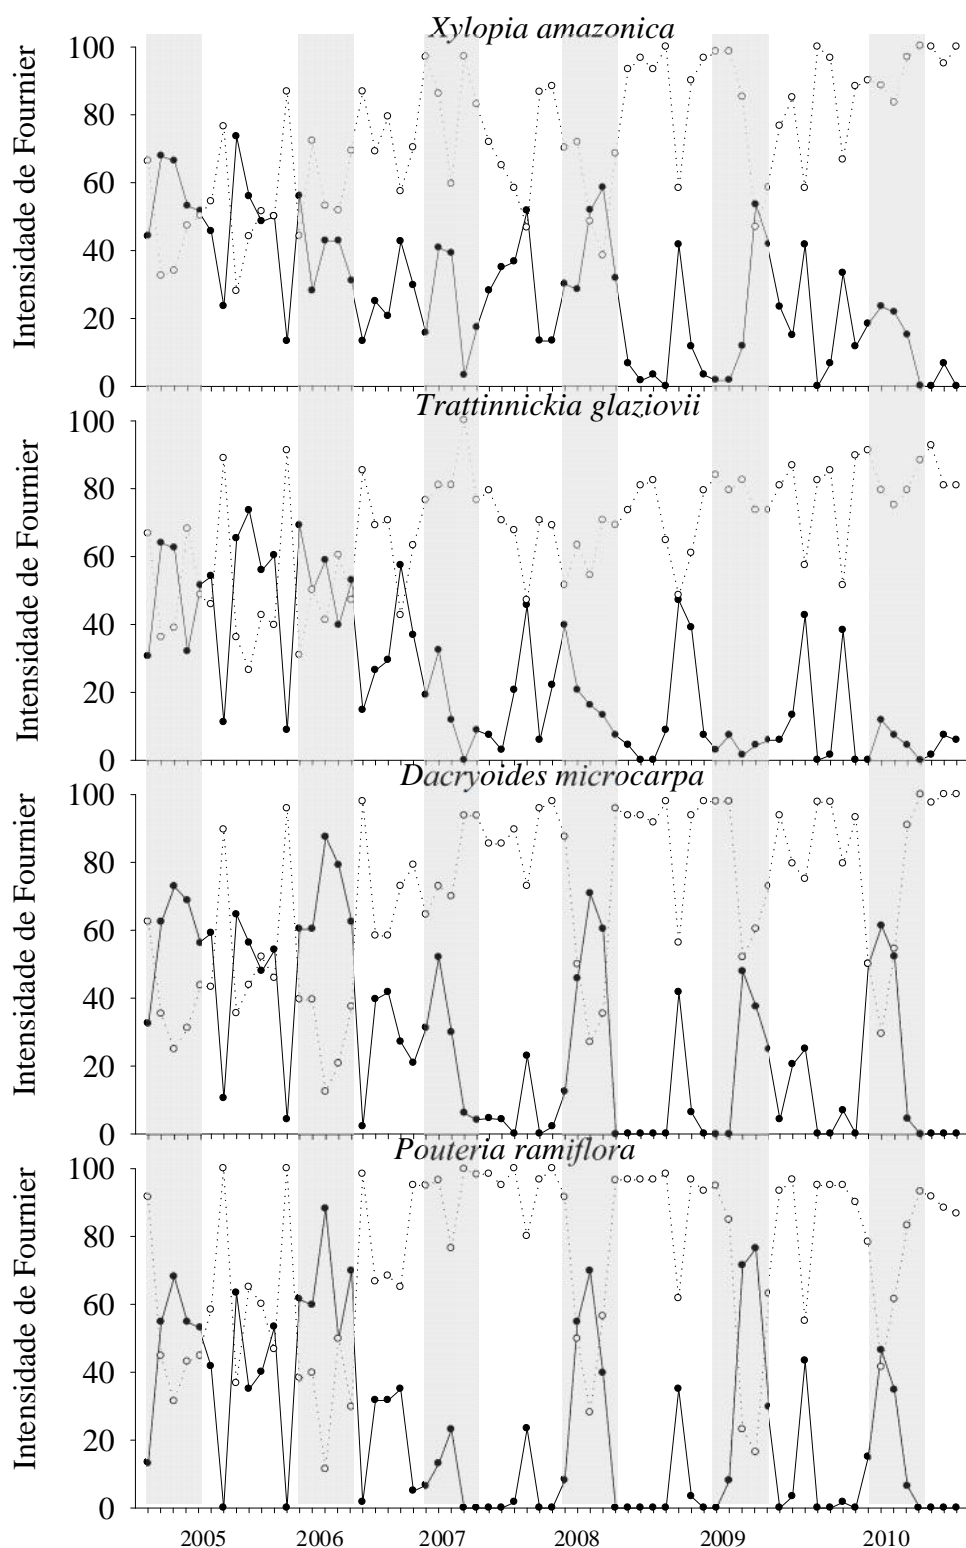 Xylopia amazonica
Intensidade de Fournier
100
80
60
40
20
0
Trattinnickia glaziovii
Intensidade de Fournier
100
80
60
40
20
0
Dacryoides microcarpa
Intensidade de Fournier
100
80
60
40
20
0
Pouteria ramiflora
Intensidade de Fournier
100
80
60
40
20
0
2005 2006 2007 2008 2009 2010